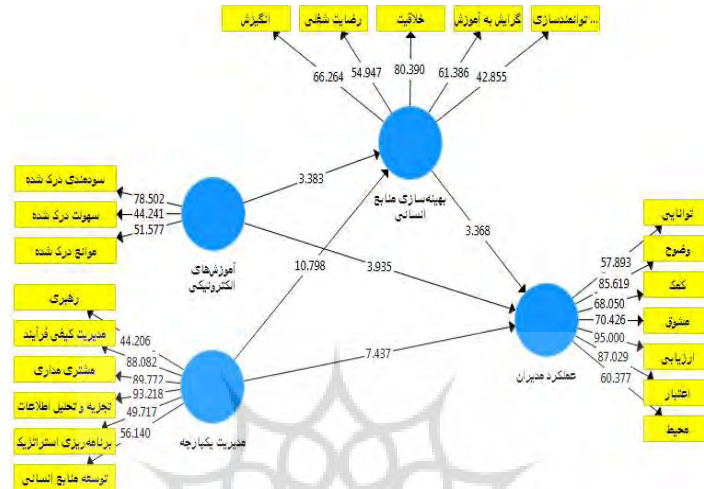 انگیزش
رضایت شغلی
خلاقیت
گرایش به آموزش
توانمندسازی ...
66.264
54.947
80.390
61.386
42.855
سودمندی درک شده
سهولت درک شده
موانع درک شده
78.502
44.241
51.577
3.383
بهینه‌سازی منابع
انسانی
3.368
آموزش‌های
الکترونیکی
3.935
10.798
7.437
توانایی
وضوح
کمک
مشوق
ارزیابی
اعتبار
محیط
57.893
85.619
68.050
70.426
95.000
87.029
60.377
عملکرد مدیران
رهبری
مدیریت کیفی فرآیند
مشتری مداری
تجزیه و تحلیل اطلاعات
برنامه‌ریزی استراتژیک
توسعه منابع انسانی
44.206
88.082
89.772
93.218
49.717
56.140
مدیریت یکپارچه